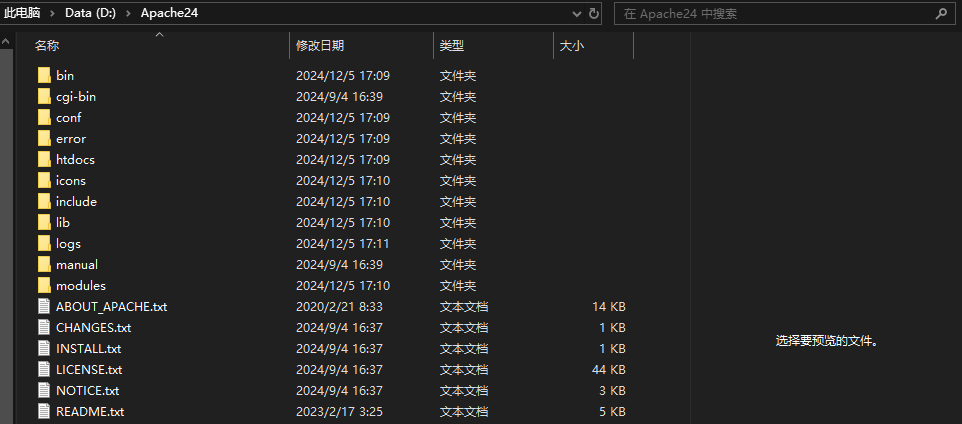 此电脑 > Data (D:) > Apache24 在 Apache24 中搜索
名称 修改日期 类型 大小
bin 2024/12/5 17:09 文件夹
cgi-bin 2024/9/4 16:39 文件夹
conf 2024/12/5 17:09 文件夹
error 2024/12/5 17:09 文件夹
htdocs 2024/12/5 17:09 文件夹
icons 2024/12/5 17:10 文件夹
include 2024/12/5 17:10 文件夹
lib 2024/12/5 17:10 文件夹
logs 2024/12/5 17:11 文件夹
manual 2024/9/4 16:39 文件夹
modules 2024/12/5 17:10 文件夹
ABOUT_APACHE.txt 2020/2/21 8:33 文本文档 14 KB
CHANGES.txt 2024/9/4 16:37 文本文档 1 KB
INSTALL.txt 2024/9/4 16:37 文本文档 1 KB
LICENSE.txt 2024/9/4 16:37 文本文档 44 KB
NOTICE.txt 2024/9/4 16:37 文本文档 3 KB
README.txt 2023/2/17 3:25 文本文档 5 KB
选择要预览的文件。